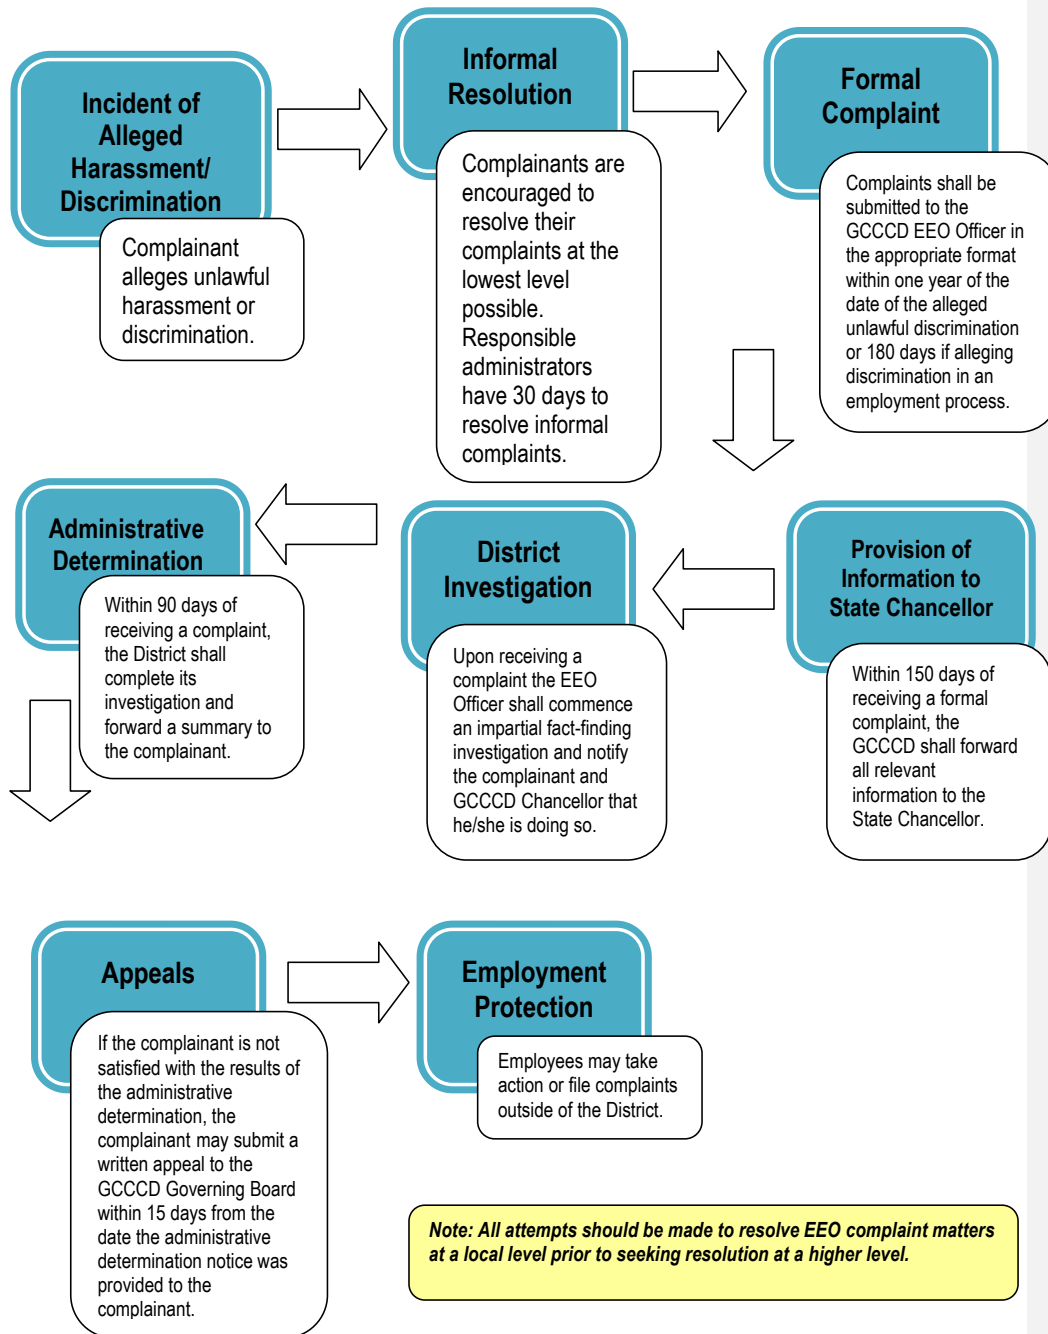 Incident of
Alleged
Harassment/
Discrimination
Complainant
alleges unlawful
harassment or
discrimination.
Informal
Resolution
Complainants are
encouraged to
resolve their
complaints at the
lowest level
possible.
Responsible
administrators
have 30 days to
resolve informal
complaints.
Formal
Complaint
Complaints shall be
submitted to the
GCCCD EEO Officer in
the appropriate format
within one year of the
date of the alleged
unlawful discrimination
or 180 days if alleging
discrimination in an
employment process.
Provision of
Information to
State Chancellor
Within 150 days of
receiving a formal
complaint, the
GCCCD shall forward
all relevant
information to the
State Chancellor.
District
Investigation
Upon receiving a
complaint the EEO
Officer shall commence
an impartial fact-finding
investigation and notify
the complainant and
GCCCD Chancellor that
he/she is doing so.
Administrative
Determination
Within 90 days of
receiving a complaint,
the District shall
complete its
investigation and
forward a summary to
the complainant.
Appeals
If the complainant is not
satisfied with the results of
the administrative
determination, the
complainant may submit a
written appeal to the
GCCCD Governing Board
within 15 days from the
date the administrative
determination notice was
provided to the
complainant.
Employment
Protection
Employees may take
action or file complaints
outside of the District.
Note: All attempts should be made to resolve EEO complaint matters
at a local level prior to seeking resolution at a higher level.